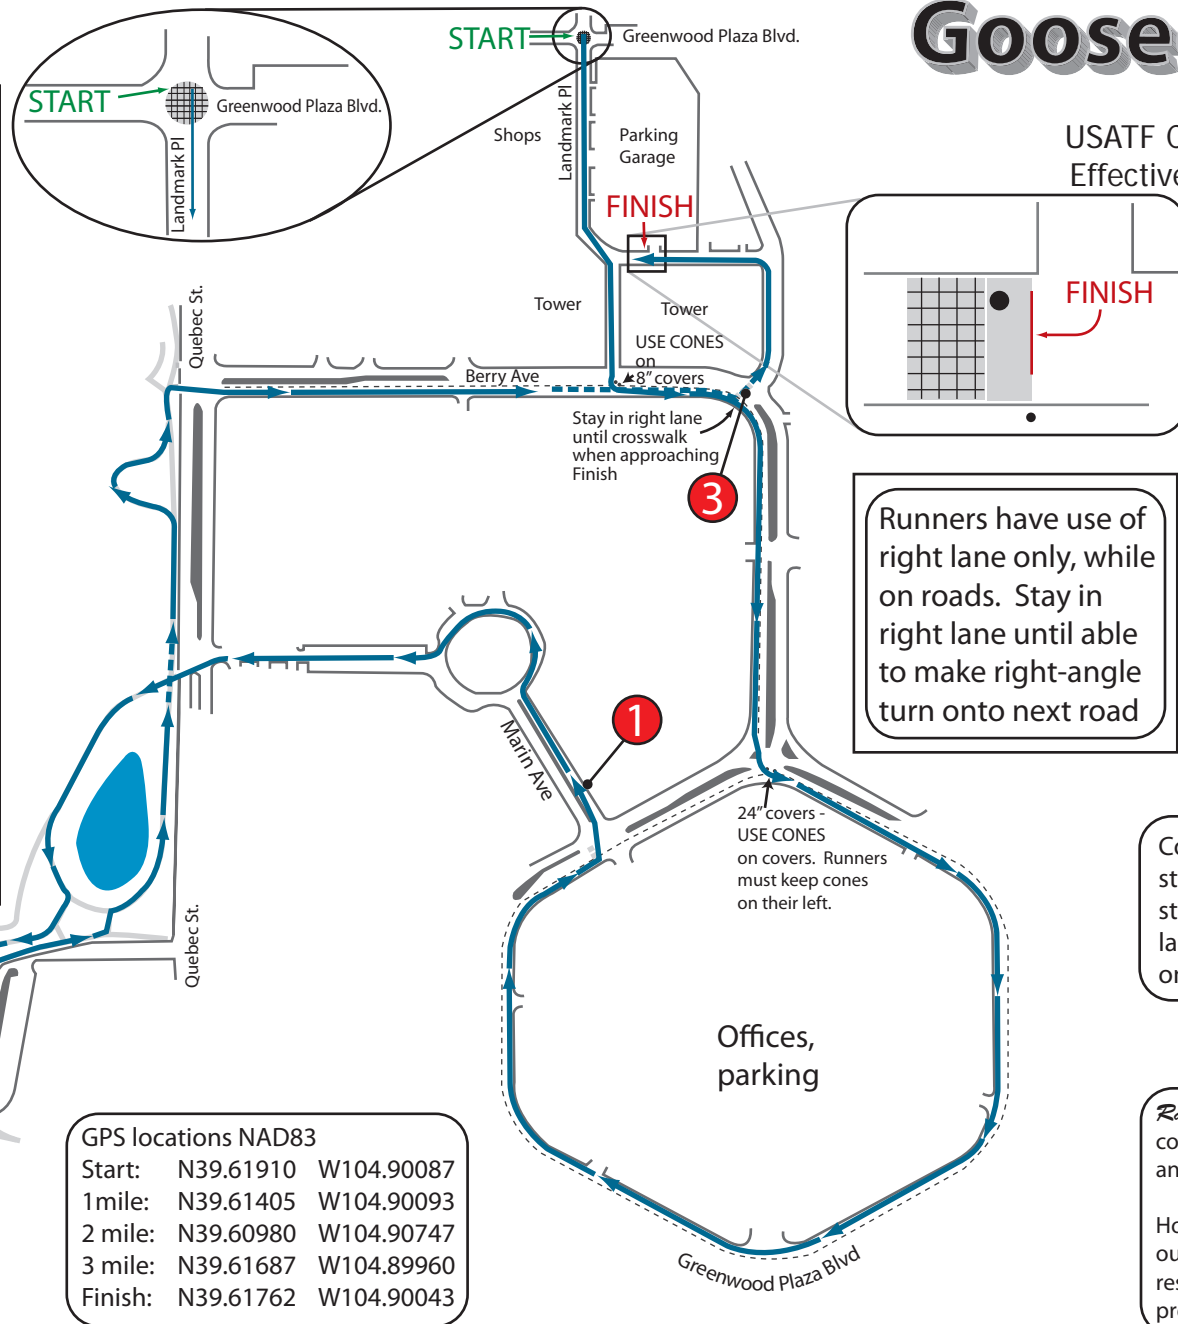 Goose
USATF
Effective
START
Greenwood Plaza Blvd.
Landmark Pl
START
Greenwood Plaza Blvd.
Landmark Pl
Shops
Parking
Garage
FINISH
FINISH
Tower
Tower
USE CONES
on
8" covers
Quebec St.
Berry Ave
Stay in right lane
until crosswalk
when approaching
Finish
3
Runners have use of
right lane only, while
on roads. Stay in
right lane until able
to make right-angle
turn onto next road
1
Marin Ave
24" covers -
USE CONES
on covers. Runners
must keep cones
on their left.
Quebec St.
Offices,
parking
Greenwood Plaza Blvd
GPS locations NAD83
Start: N39.61910 W104.90087
1mile: N39.61405 W104.90093
2 mile: N39.60980 W104.90747
3 mile: N39.61687 W104.89960
Finish: N39.61762 W104.90043